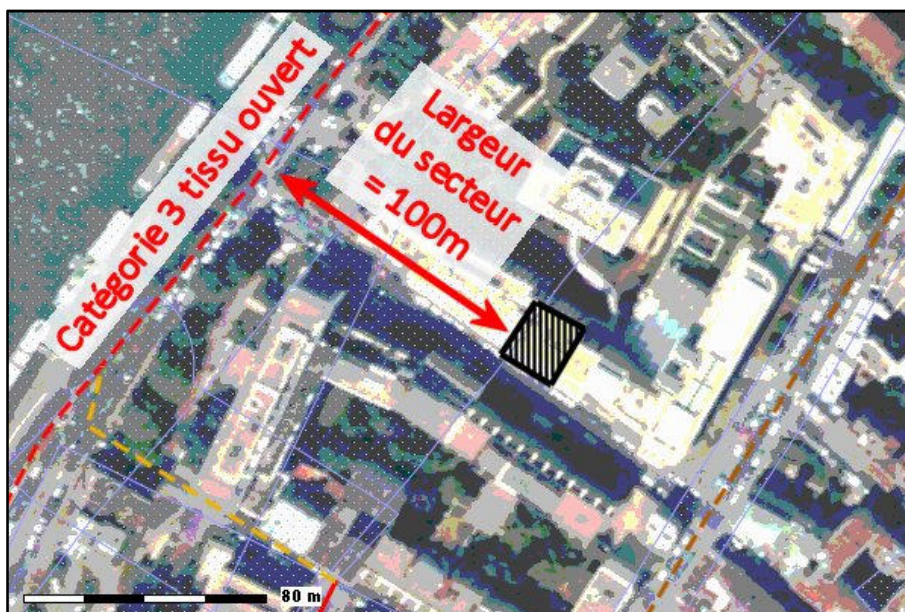 Catégorie 3 tissu ouvert
Largeur
du secteur
= 100m
80 m